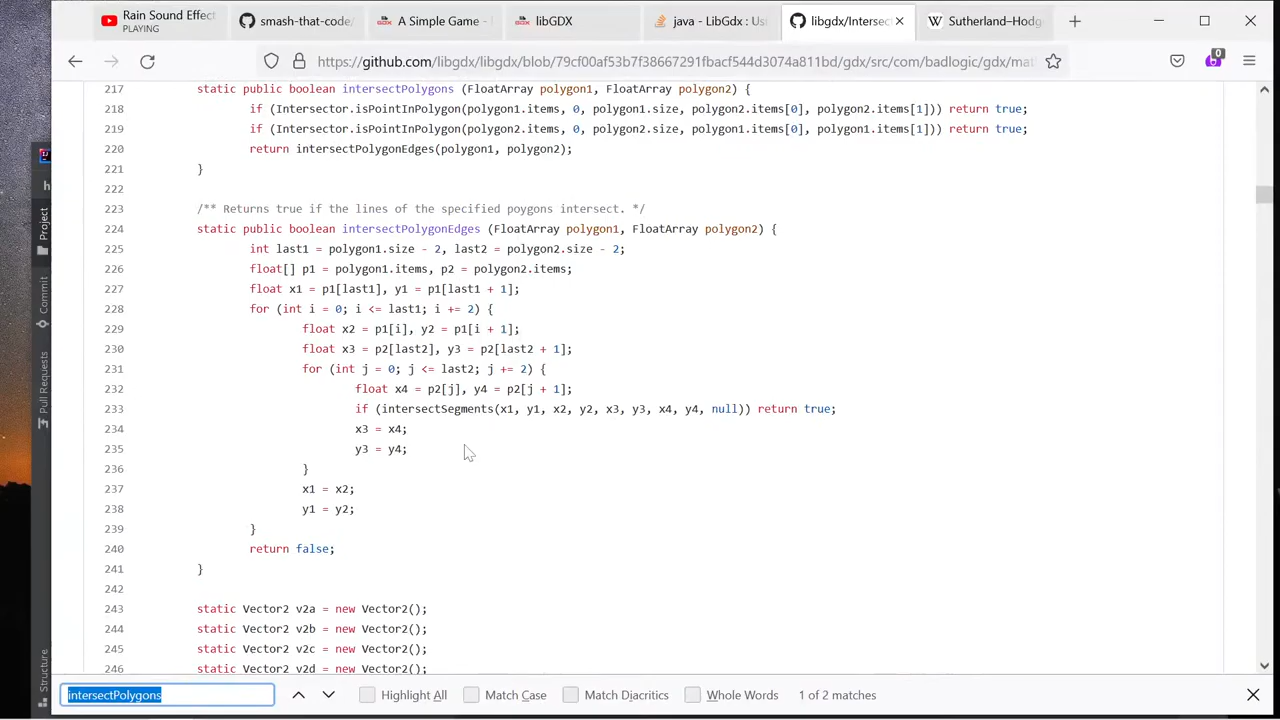 Rain Sound Effect
PLAYING
smash-that-code/
A Simple Game -
libGDX
java - LibGdx : Us
libgdx/Intersect
Sutherland–Hodg
https://github.com/libgdx/libgdx/blob/79cf00af53b7f38667291fbacf544d3074a811bd/gdx/src/com/badlogic/gdx/mat
0
217 static public boolean intersectPolygons (FloatArray polygon1, FloatArray polygon2) {
218 if (Intersector.isPointInPolygon(polygon1.items, 0, polygon1.size, polygon2.items[0], polygon2.items[1])) return true;
219 if (Intersector.isPointInPolygon(polygon2.items, 0, polygon2.size, polygon1.items[0], polygon1.items[1])) return true;
220 return intersectPolygonEdges(polygon1, polygon2);
221 }
222
223 /** Returns true if the lines of the specified poygons intersect. */
224 static public boolean intersectPolygonEdges (FloatArray polygon1, FloatArray polygon2) {
225 int last1 = polygon1.size - 2, last2 = polygon2.size - 2;
226 float[] p1 = polygon1.items, p2 = polygon2.items;
227 float x1 = p1[last1], y1 = p1[last1 + 1];
228 for (int i = 0; i <= last1; i += 2) {
229 float x2 = p1[i], y2 = p1[i + 1];
230 float x3 = p2[last2], y3 = p2[last2 + 1];
231 for (int j = 0; j <= last2; j += 2) {
232 float x4 = p2[j], y4 = p2[j + 1];
233 if (intersectSegments(x1, y1, x2, y2, x3, y3, x4, y4, null)) return true;
234 x3 = x4;
235 y3 = y4;
236 }
237 x1 = x2;
238 y1 = y2;
239 }
240 return false;
241 }
242
243 static Vector2 v2a = new Vector2();
244 static Vector2 v2b = new Vector2();
245 static Vector2 v2c = new Vector2();
246 static Vector2 v2d = new Vector2();
h
Project
Commit
Pull Requests
Structure
intersectPolygons
Highlight All
Match Case
Match Diacritics
Whole Words
1 of 2 matches